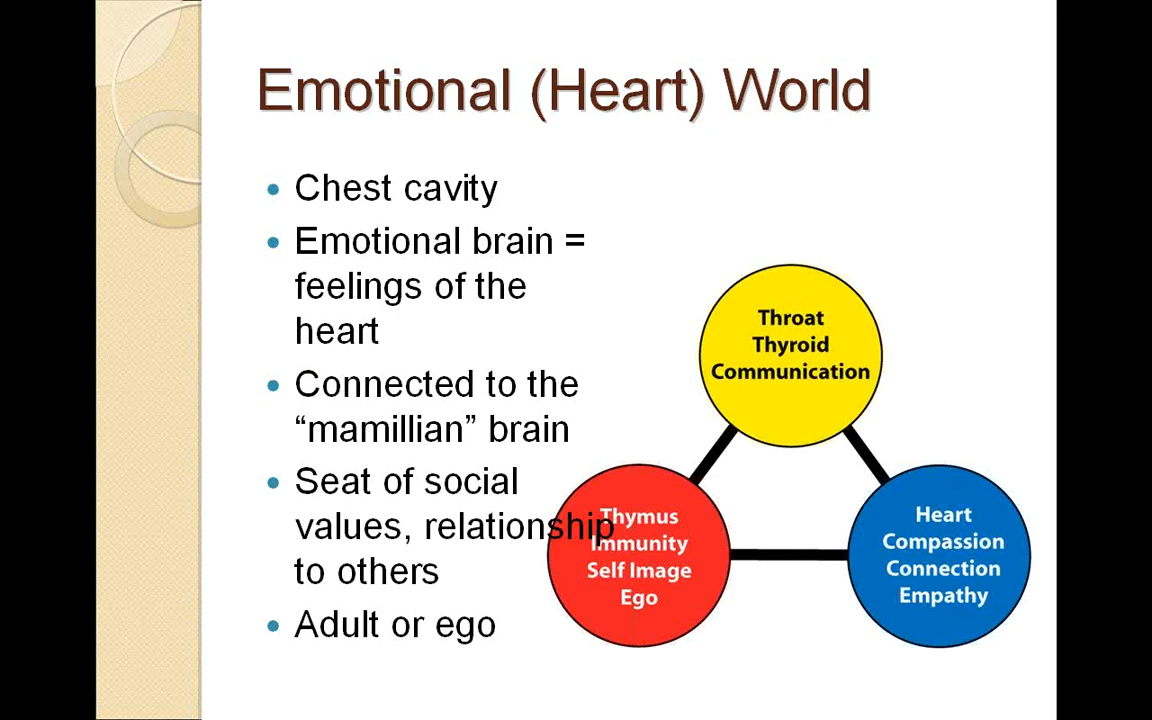 Emotional (Heart) World
• Chest cavity
• Emotional brain =
feelings of the
heart
• Connected to the
“mamillian” brain
• Seat of social
values, relationship
to others
• Adult or ego
Throat
Thyroid
Communication
Thymus
Immunity
Self Image
Ego
Heart
Compassion
Connection
Empathy